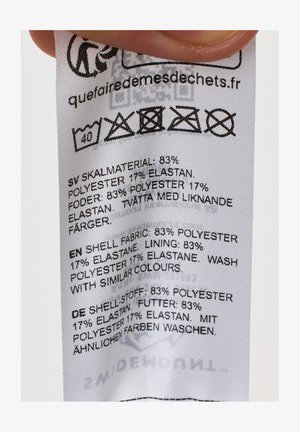 quefairedemesdechets.fr
40
SV SKALMATERIAL: 83%
POLYESTER 17% ELASTAN.
FODER: 83% POLYESTER 17%
ELASTAN. TVÄTTA MED LIKNANDE
FÄRGER.
EN SHELL FABRIC: 83% POLYESTER
17% ELASTANE. LINING: 83%
POLYESTER 17% ELASTANE. WASH
WITH SIMILAR COLOURS.
DE SHELL-STOFF: 83% POLYESTER
17% ELASTAN. FUTTER: 83%
POLYESTER 17% ELASTAN. MIT
ÄHNLICHEN FARBEN WASCHEN.